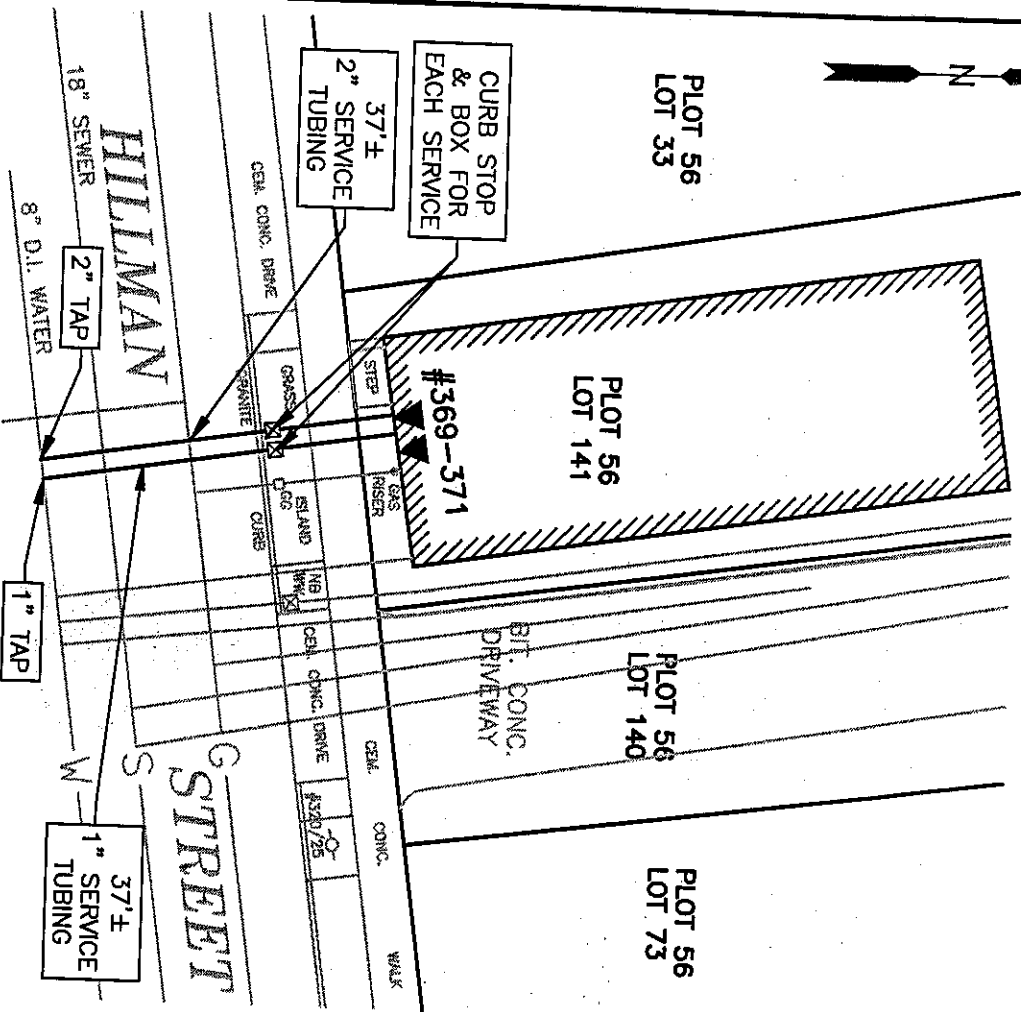 N
PLOT 56
LOT 33
CURB STOP
& BOX FOR
EACH SERVICE
37'±
2" SERVICE
TUBING
PLOT 56
LOT 141
#369-371
STEP
GAS
RISER
CEM. CONC. DRIVE
GRASS
ISLAND
GRANITE
CURB
GG
NB
WW
CEM. CONC. DRIVE
#320/25
CEM.
CONC.
WALK
BIT. CONC.
DRIVEWAY
PLOT 56
LOT 140
PLOT 56
LOT 73
HILLMAN
STREET
18" SEWER
8" D.I. WATER
2" TAP
1" TAP
G
S
W
37'±
1" SERVICE
TUBING